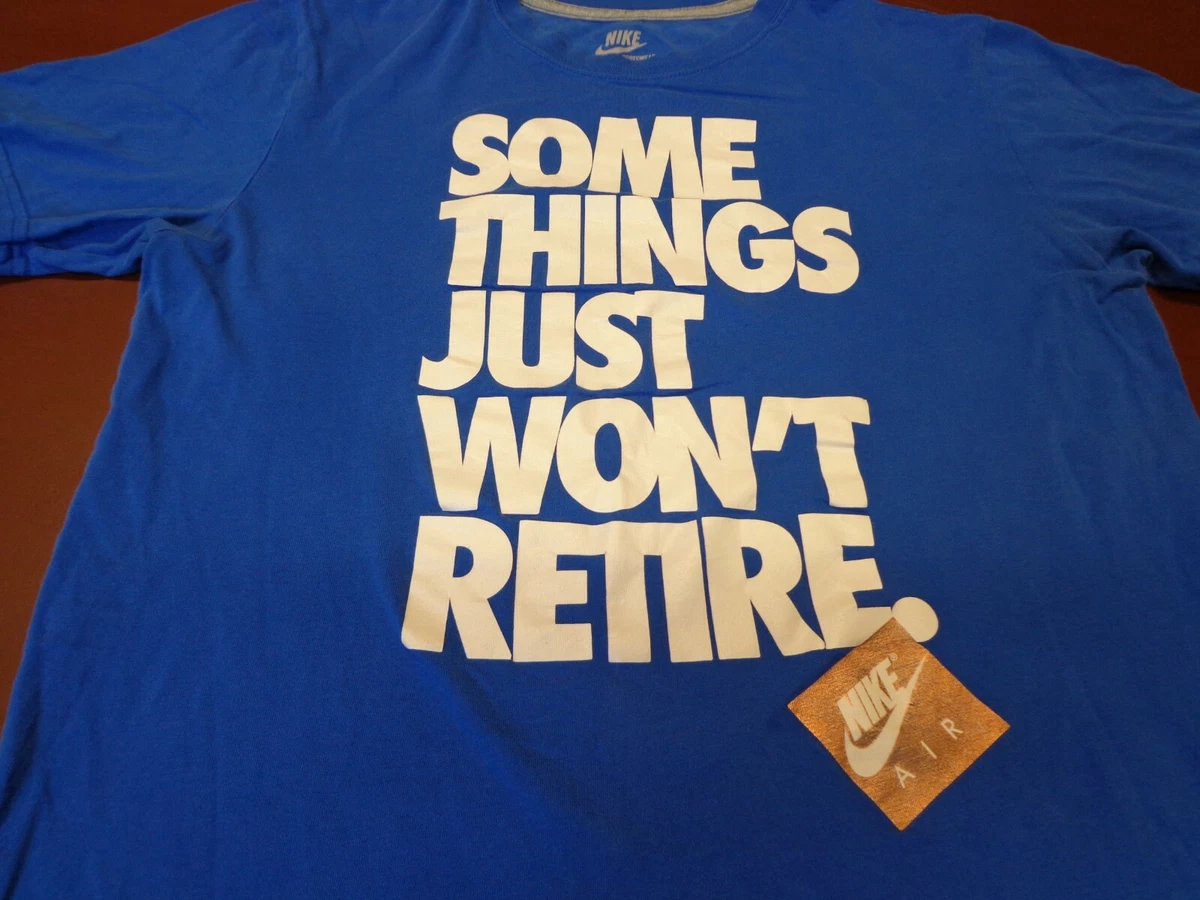 NIKE
SOME
THINGS
JUST
WON'T
RETIRE.
NIKE®
AIR